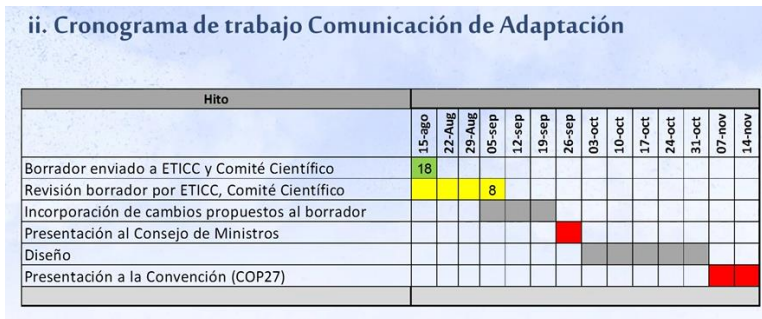 ii. Cronograma de trabajo Comunicación de Adaptación
Hito
15-ago 22-Aug 29-Aug 05-sep 12-sep 19-sep 26-sep 03-oct 10-oct 17-oct 24-oct 31-oct 07-nov 14-nov
Borrador enviado a ETICC y Comité Científico 18
Revisión borrador por ETICC, Comité Científico 8
Incorporación de cambios propuestos al borrador
Presentación al Consejo de Ministros
Diseño
Presentación a la Convención (COP27)